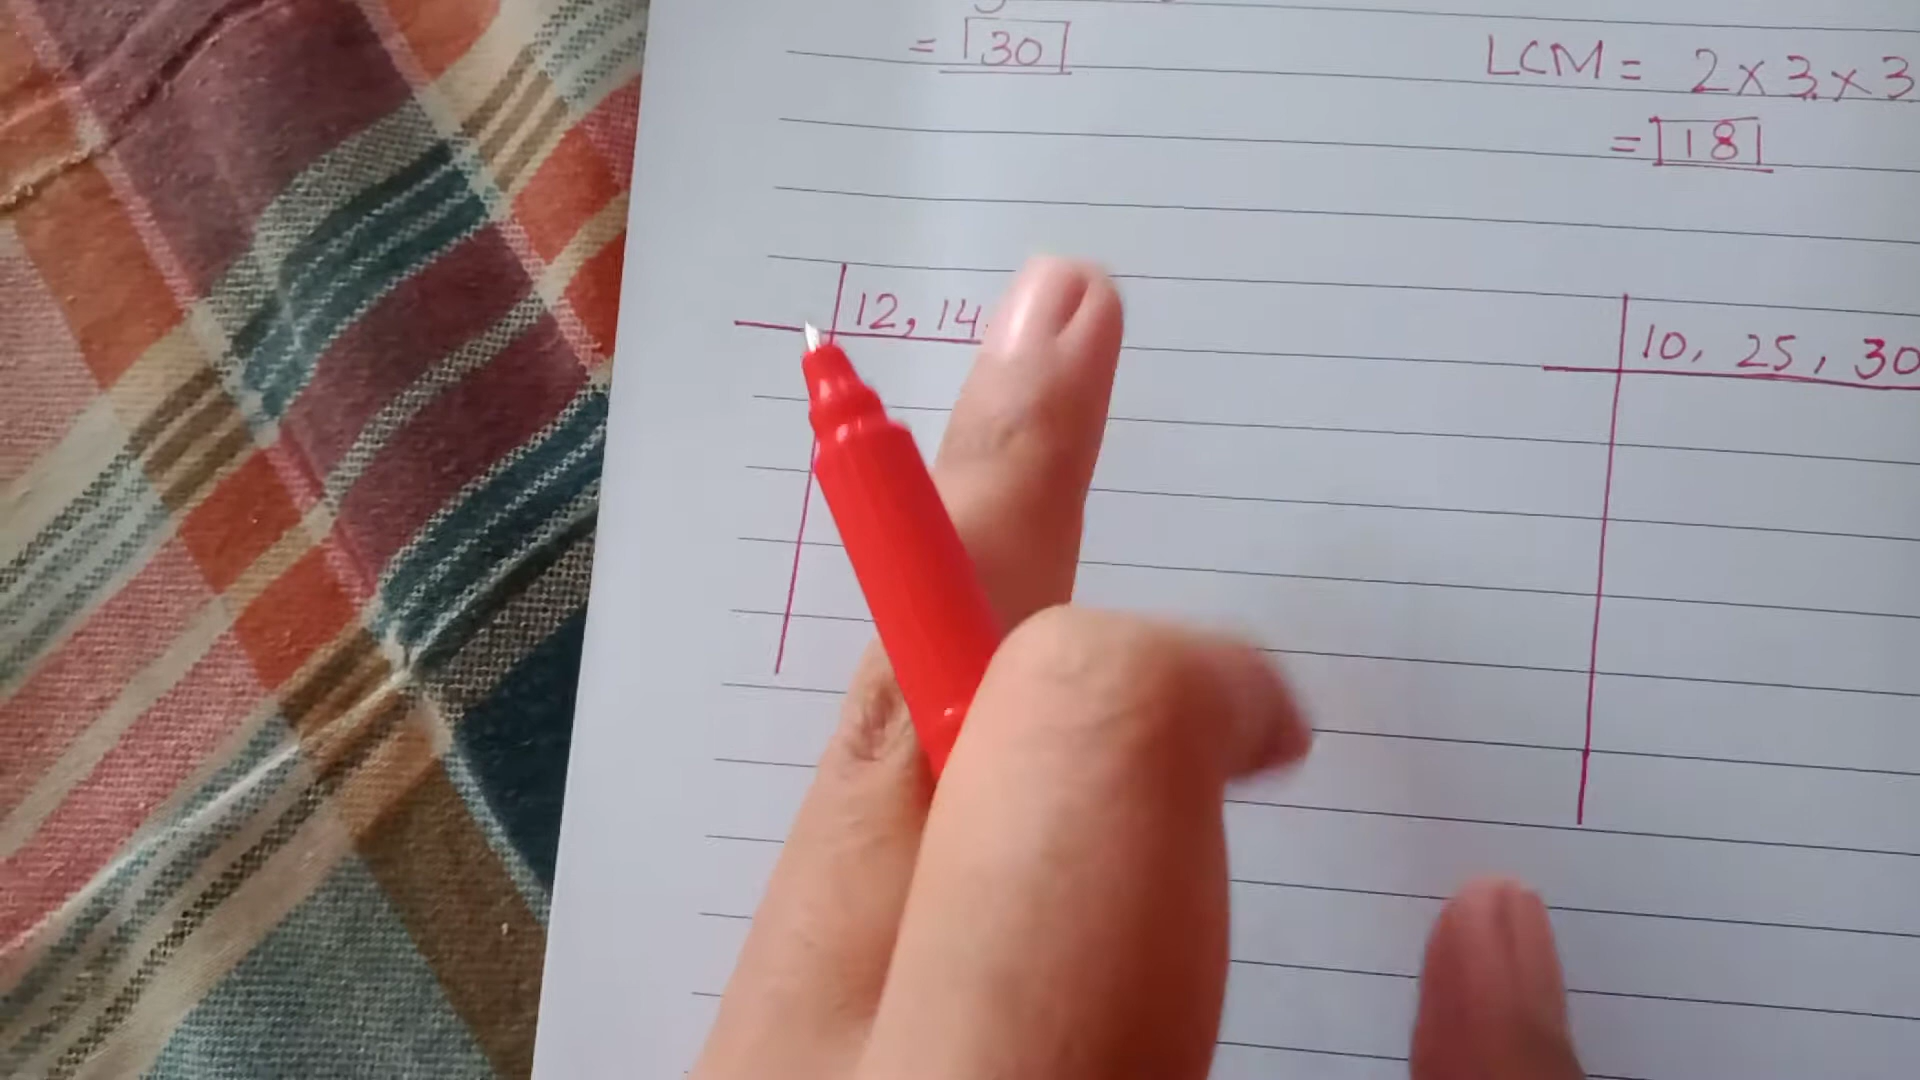 = 30
LCM = 2 x 3 x 3
= 18
12, 14
10, 25, 30